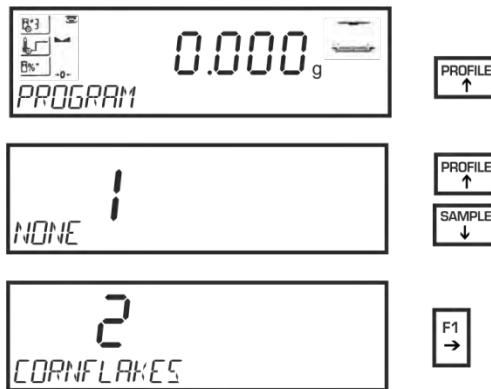 0.000 g
PROGRAM
PROFILE
↑
1
NONE
PROFILE
↑
SAMPLE
↓
2
CORNFLAKES
F1
→